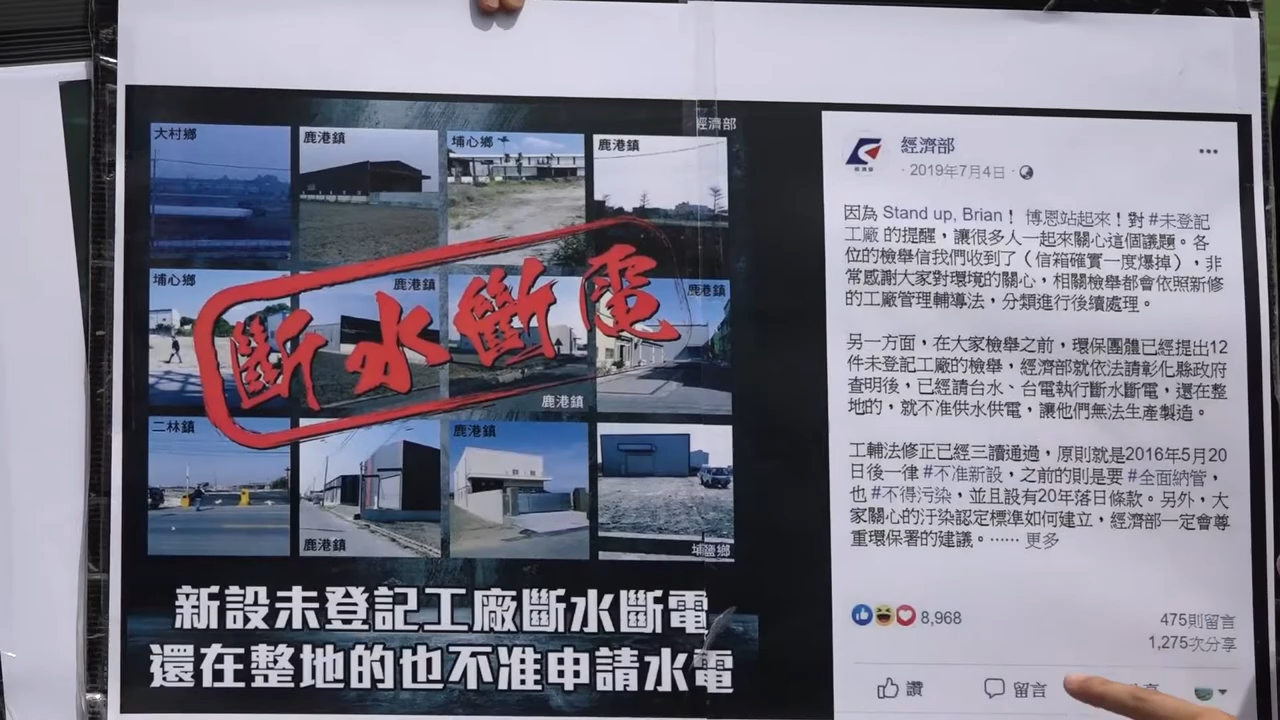 經濟部
大村鄉
鹿港鎮
埔心鄉
鹿港鎮
埔心鄉
鹿港鎮
鹿港鎮
斷水斷電
鹿港鎮
二林鎮
鹿港鎮
鹿港鎮
埔鹽鄉
新設未登記工廠斷水斷電
還在整地的也不准申請水電
經濟部
2019年7月4日
因為 Stand up, Brian！ 博恩站起來！對 #未登記
工廠 的提醒，讓很多人一起來關心這個議題。各
位的檢舉信我們收到了（信箱確實一度爆掉），非
常感謝大家對環境的關心，相關檢舉都會依照新修
的工廠管理輔導法，分類進行後續處理。
另一方面，在大家檢舉之前，環保團體已經提出12
件未登記工廠的檢舉，經濟部就依法請彰化縣政府
查明後，已經請台水、台電執行斷水斷電，還在整
地的，就不准供水供電，讓他們無法生產製造。
工輔法修正已經三讀通過，原則就是2016年5月20
日後一律 #不准新設，之前的則是要 #全面納管，
也 #不得污染，並且設有20年落日條款。另外，大
家關心的汙染認定標準如何建立，經濟部一定會尊
重環保署的建議。…… 更多
8,968
475則留言
1,275次分享
讚
留言